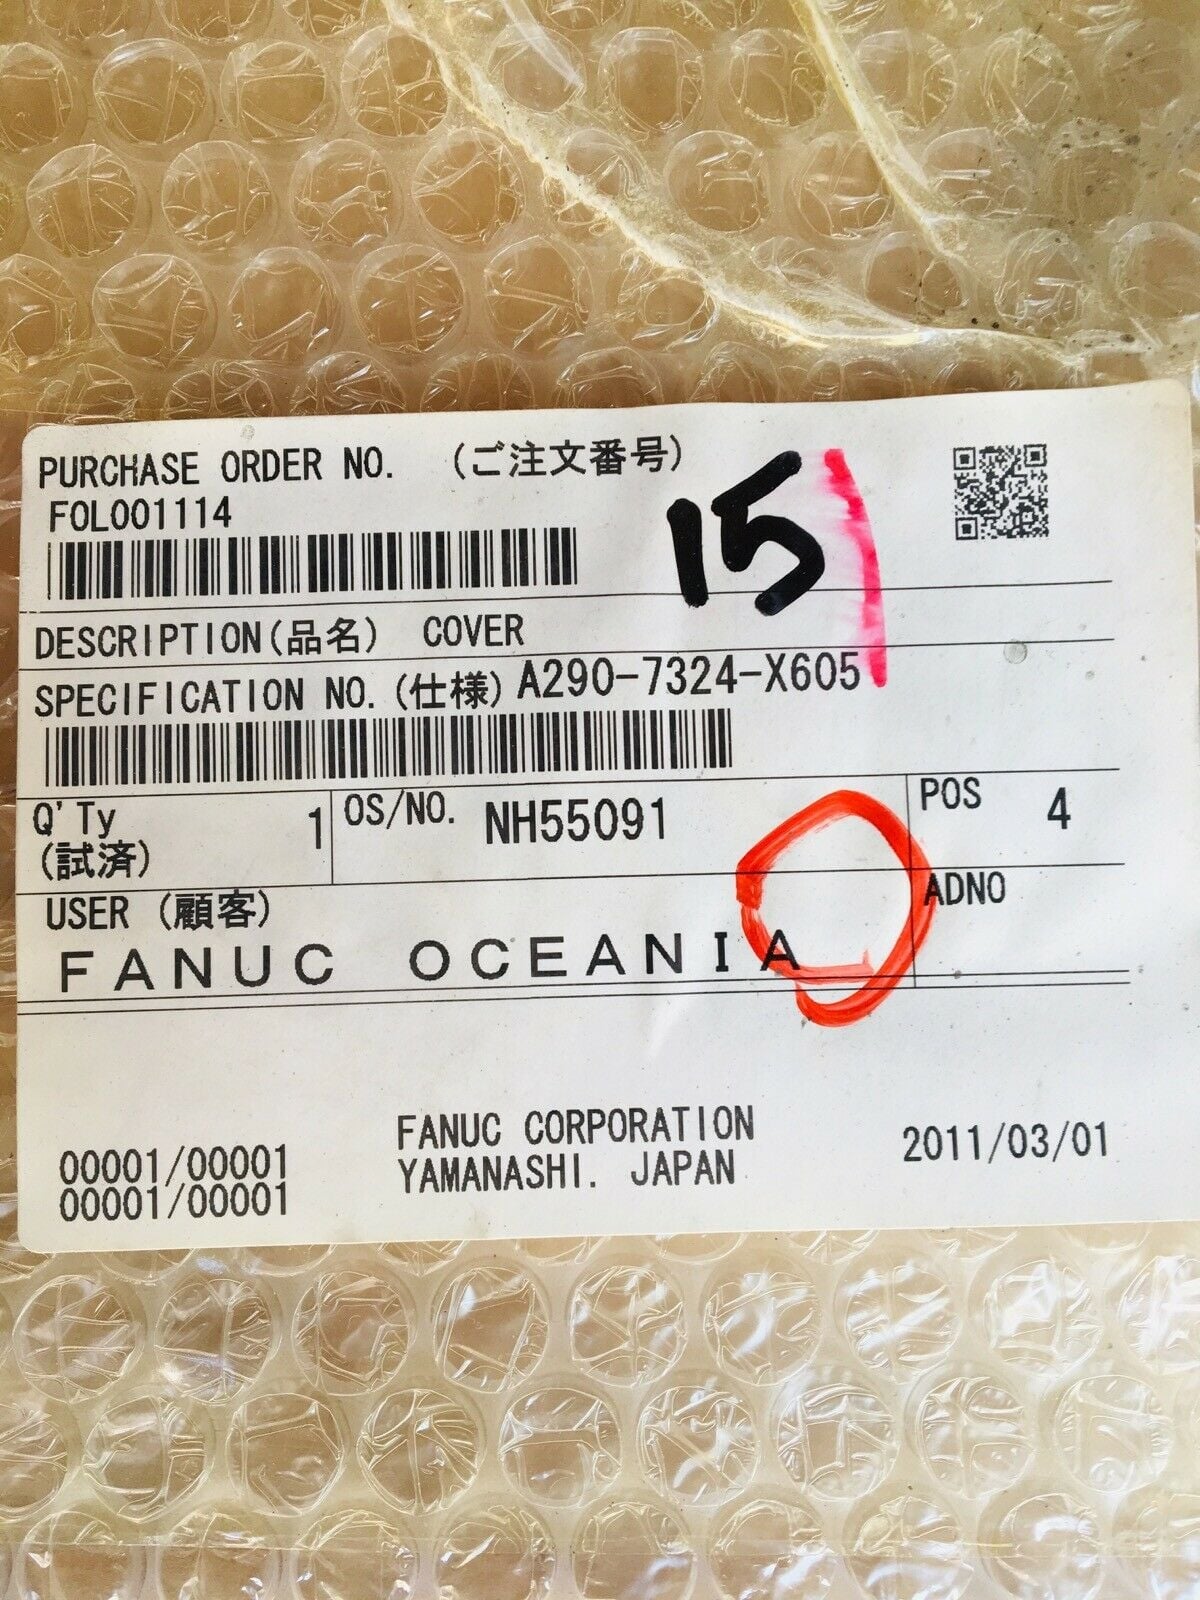 PURCHASE ORDER NO. (ご注文番号)
FOL001114
15
DESCRIPTION(品名) COVER
SPECIFICATION NO.(仕様) A290-7324-X605
Q'Ty 1 OS/NO. NH55091 POS 4
(試済)
USER (顧客) ADNO
FANUC OCEANIA
FANUC CORPORATION
00001/00001 YAMANASHI. JAPAN 2011/03/01
00001/00001